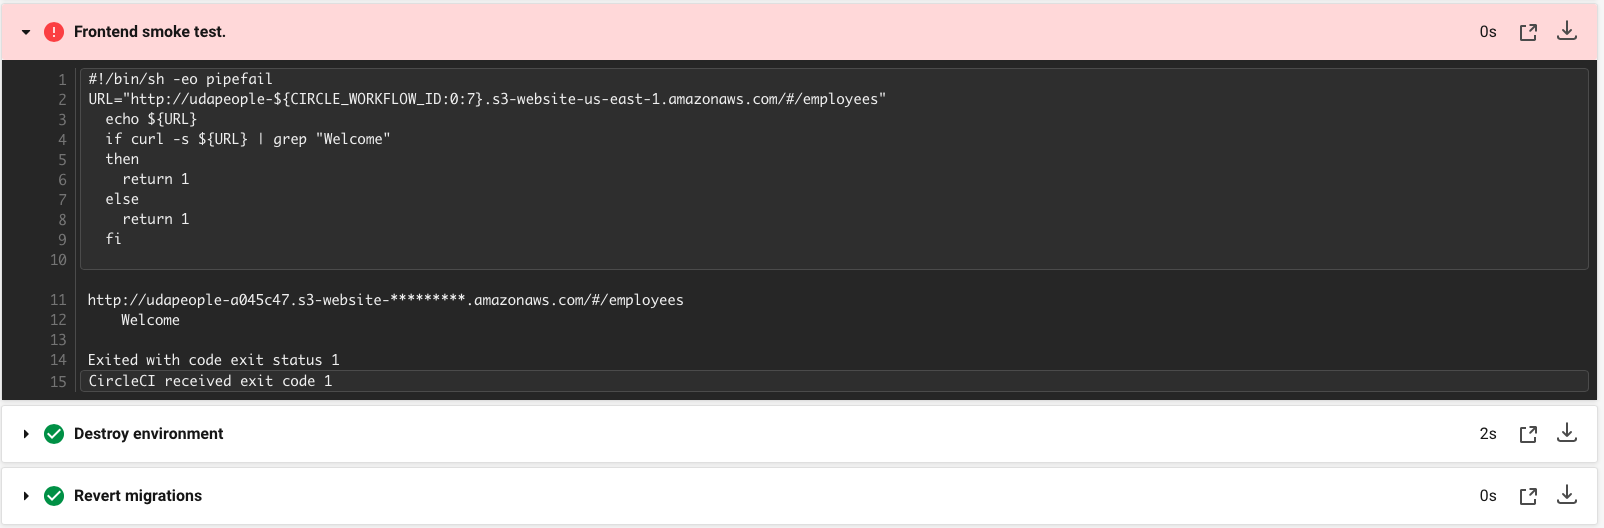 Frontend smoke test.
0s
1 #!/bin/sh -eo pipefail
2 URL="http://udapeople-${CIRCLE_WORKFLOW_ID:0:7}.s3-website-us-east-1.amazonaws.com/#/employees"
3 echo ${URL}
4 if curl -s ${URL} | grep "Welcome"
5 then
6 return 1
7 else
8 return 1
9 fi
10
11 http://udapeople-a045c47.s3-website-*********.amazonaws.com/#/employees
12 Welcome
13
14 Exited with code exit status 1
15 CircleCI received exit code 1
Destroy environment
2s
Revert migrations
0s